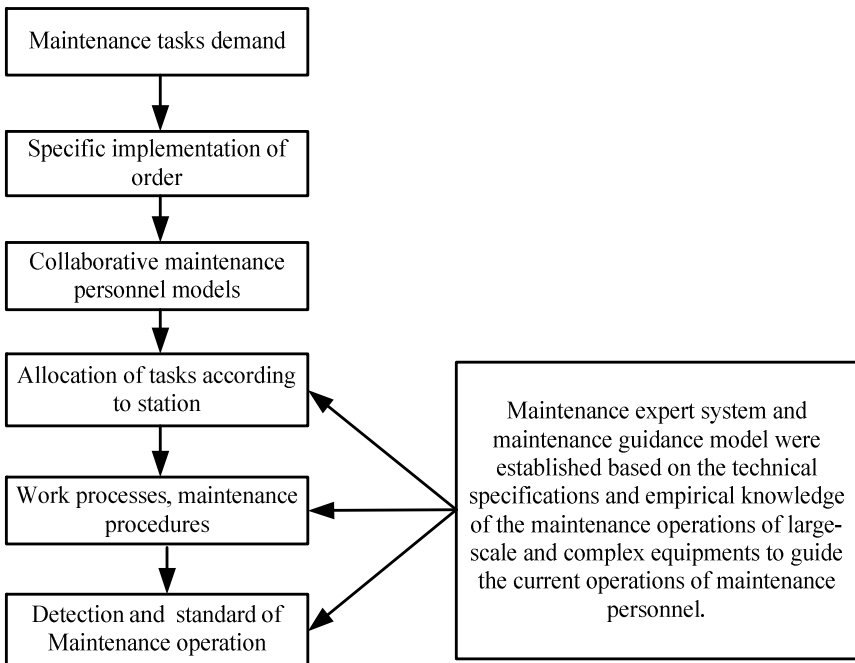 Maintenance tasks demand
Specific implementation of
order
Collaborative maintenance
personnel models
Allocation of tasks according
to station
Work processes, maintenance
procedures
Detection and standard of
Maintenance operation
Maintenance expert system and
maintenance guidance model were
established based on the technical
specifications and empirical knowledge
of the maintenance operations of large-
scale and complex equipments to guide
the current operations of maintenance
personnel.